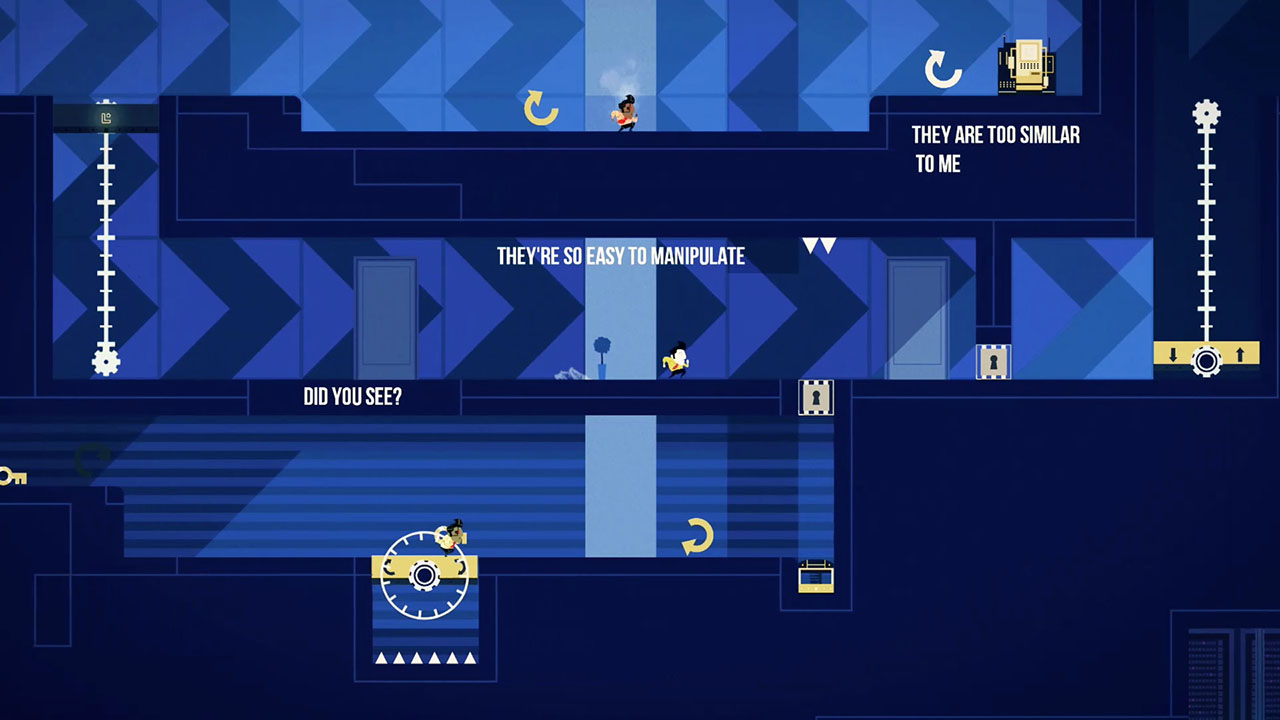 THEY ARE TOO SIMILAR
TO ME
THEY'RE SO EASY TO MANIPULATE
DID YOU SEE?